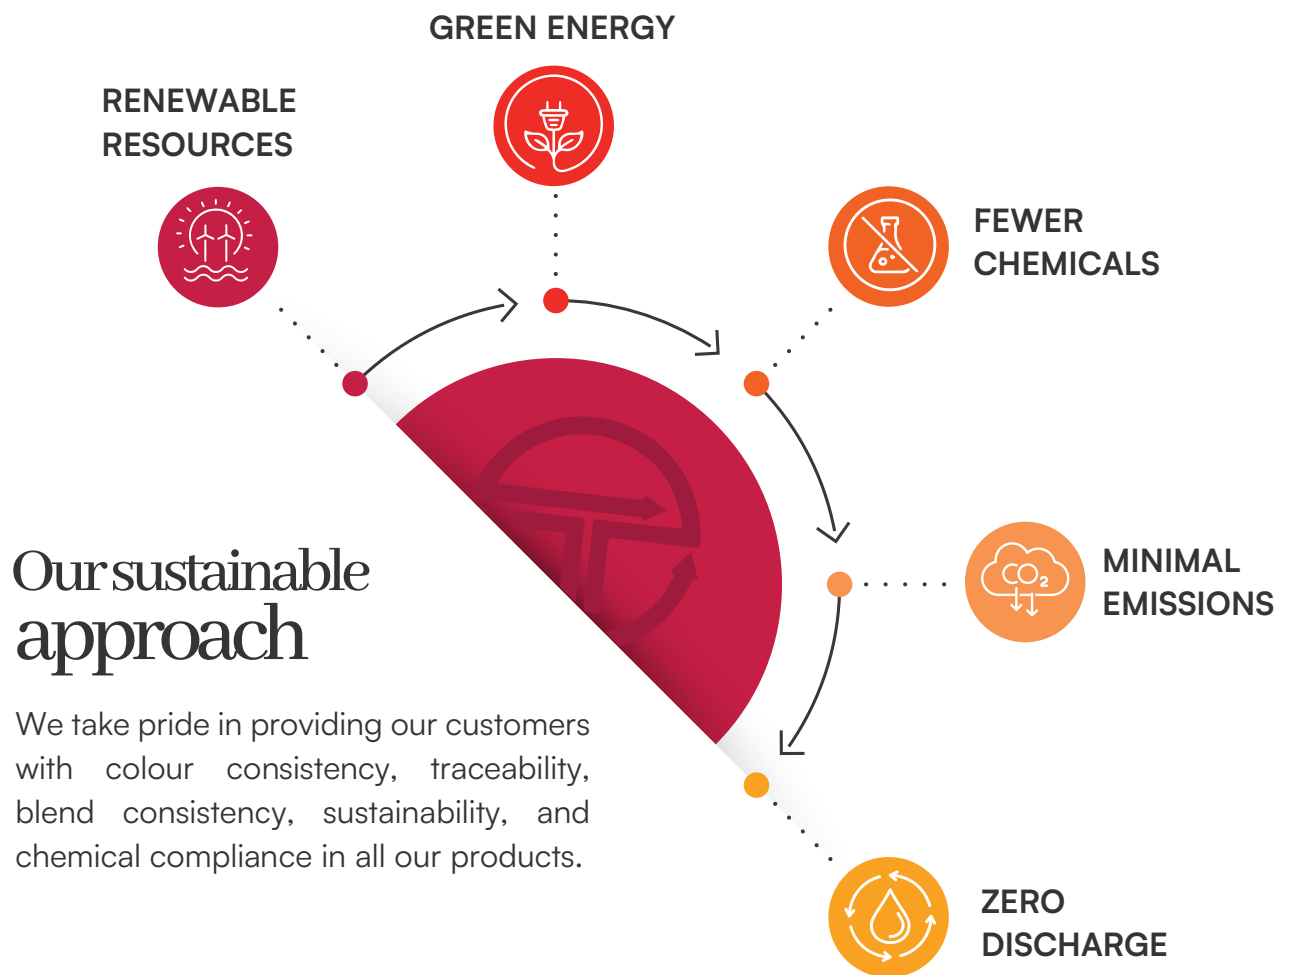 GREEN ENERGY
RENEWABLE
RESOURCES
FEWER
CHEMICALS
CO2
MINIMAL
EMISSIONS
Our sustainable
approach
We take pride in providing our customers
with colour consistency, traceability,
blend consistency, sustainability, and
chemical compliance in all our products.
ZERO
DISCHARGE